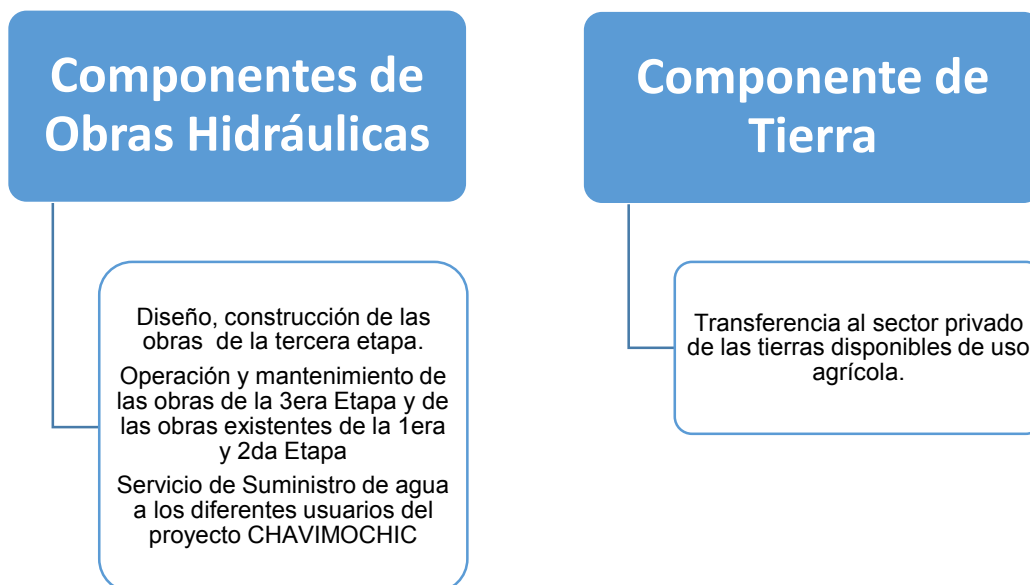 Componentes de
Obras Hidráulicas
Diseño, construcción de las
obras de la tercera etapa.
Operación y mantenimiento de
las obras de la 3era Etapa y de
las obras existentes de la 1era
y 2da Etapa
Servicio de Suministro de agua
a los diferentes usuarios del
proyecto CHAVIMOCHIC
Componente de
Tierra
Transferencia al sector privado
de las tierras disponibles de uso
agrícola.